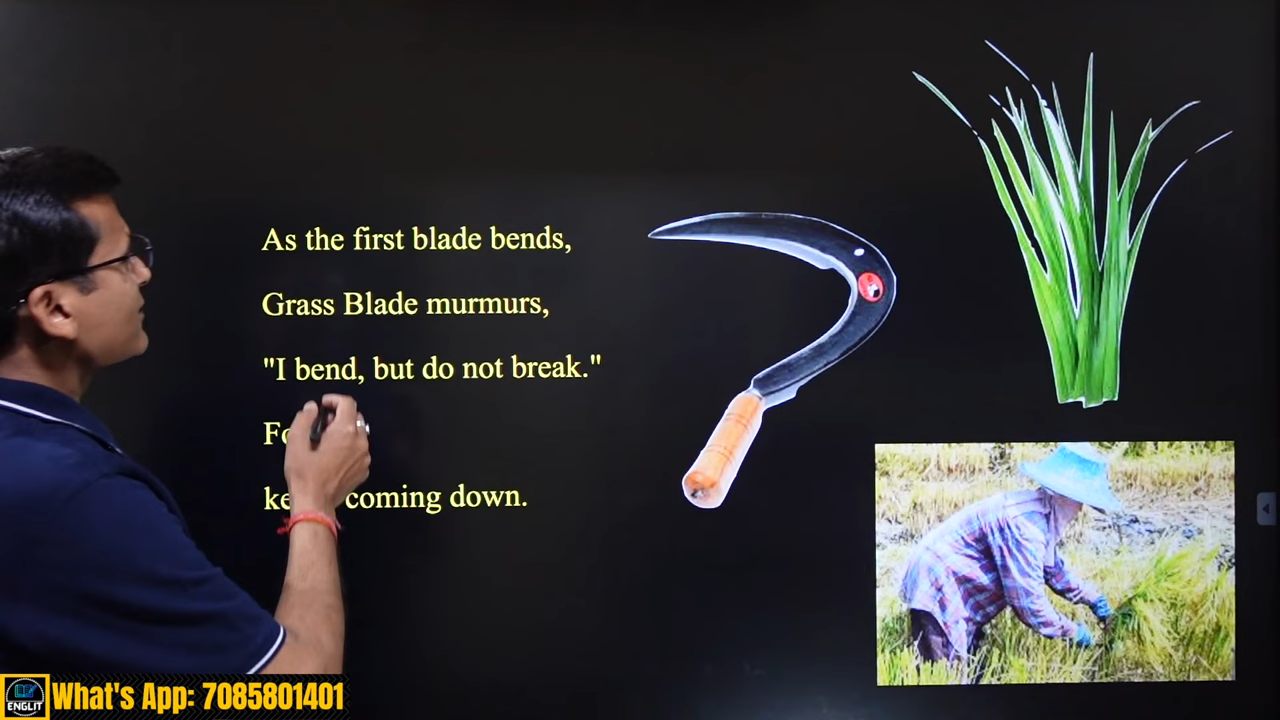 As the first blade bends,
Grass Blade murmurs,
"I bend, but do not break."
coming down.
What's App: 7085801401
ENGLIT